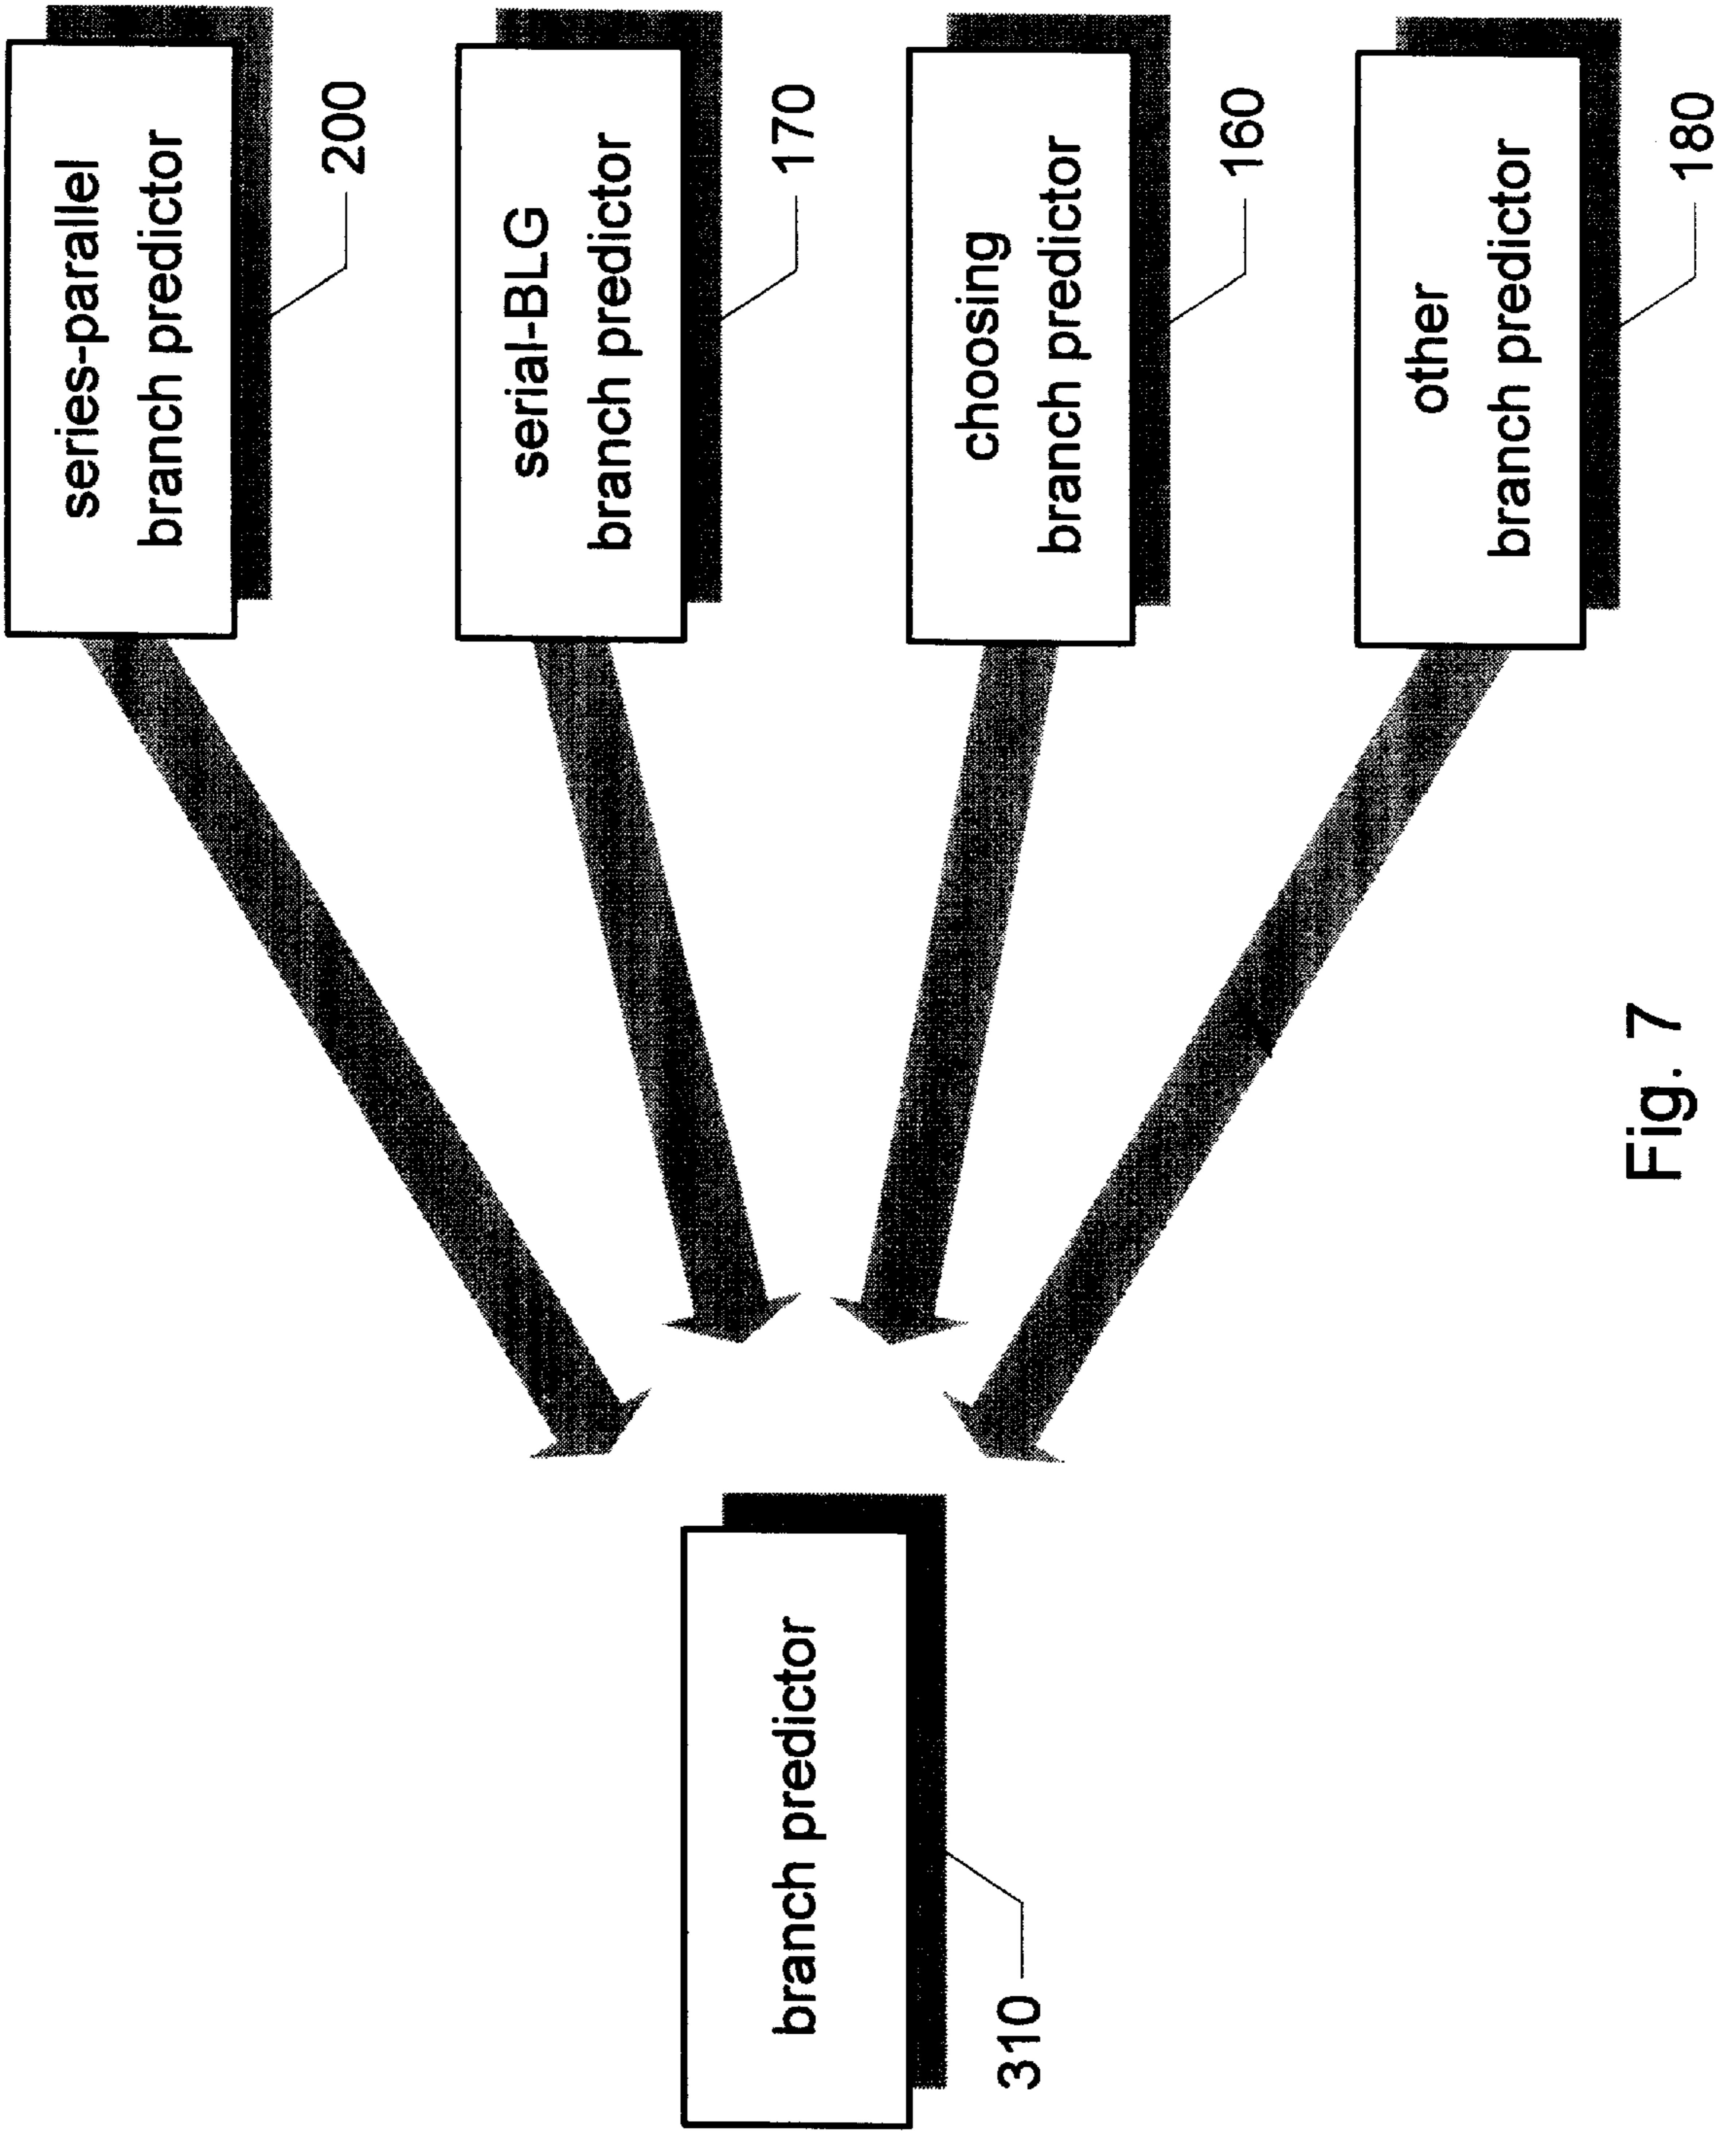 series-parallel
branch predictor
200
serial-BLG
branch predictor
170
branch predictor
310
choosing
branch predictor
160
other
branch predictor
180
Fig. 7